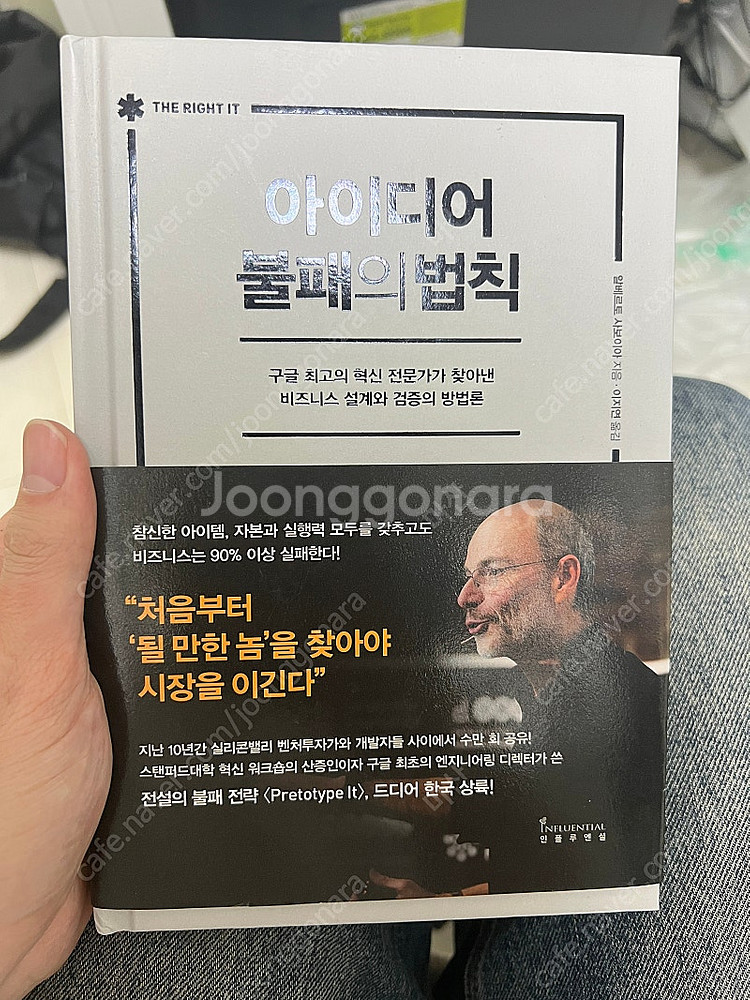 THE RIGHT IT
아이디어
불패의 법칙
구글 최고의 혁신 전문가가 찾아낸
비즈니스 설계와 검증의 방법론
알베르토 사보이아 지음 · 이지연 옮김
Joonggonara
참신한 아이템, 자본과 실행력 모두를 갖추고도
비즈니스는 90% 이상 실패한다!
“처음부터
‘될 만한 놈’을 찾아야
시장을 이긴다”
지난 10년간 실리콘밸리 벤처투자가와 개발자들 사이에서 수만 회 공유!
스탠퍼드대학 혁신 워크숍의 산증인이자 구글 최초의 엔지니어링 디렉터가 쓴
전설의 불패 전략 〈Pretotype It〉, 드디어 한국 상륙!
INFLUENTIAL
인플루엔셜
cafe.naver.com/joonggonara